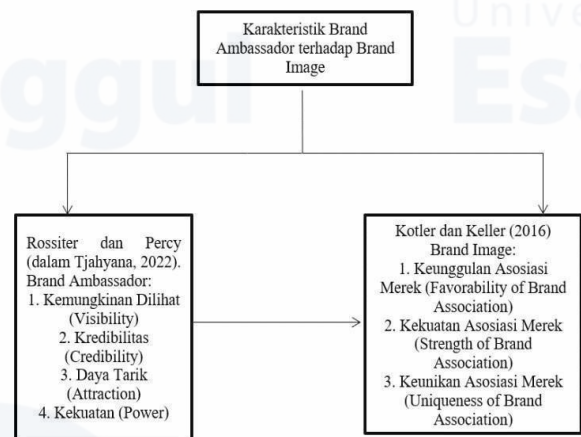 Univе
ggul
Es
Karakteristik Brand
Ambassador terhadap Brand
Image
Rossiter dan Percy
(dalam Tjahyana, 2022).
Brand Ambassador:
1. Kemungkinan Dilihat
(Visibility)
2. Kredibilitas
(Credibility)
3. Daya Tarik
(Attraction)
4. Kekuatan (Power)
Kotler dan Keller (2016)
Brand Image:
1. Keunggulan Asosiasi
Merek (Favorability of Brand
Association)
2. Kekuatan Asosiasi Merek
(Strength of Brand
Association)
3. Keunikan Asosiasi Merek
(Uniqueness of Brand
Association)